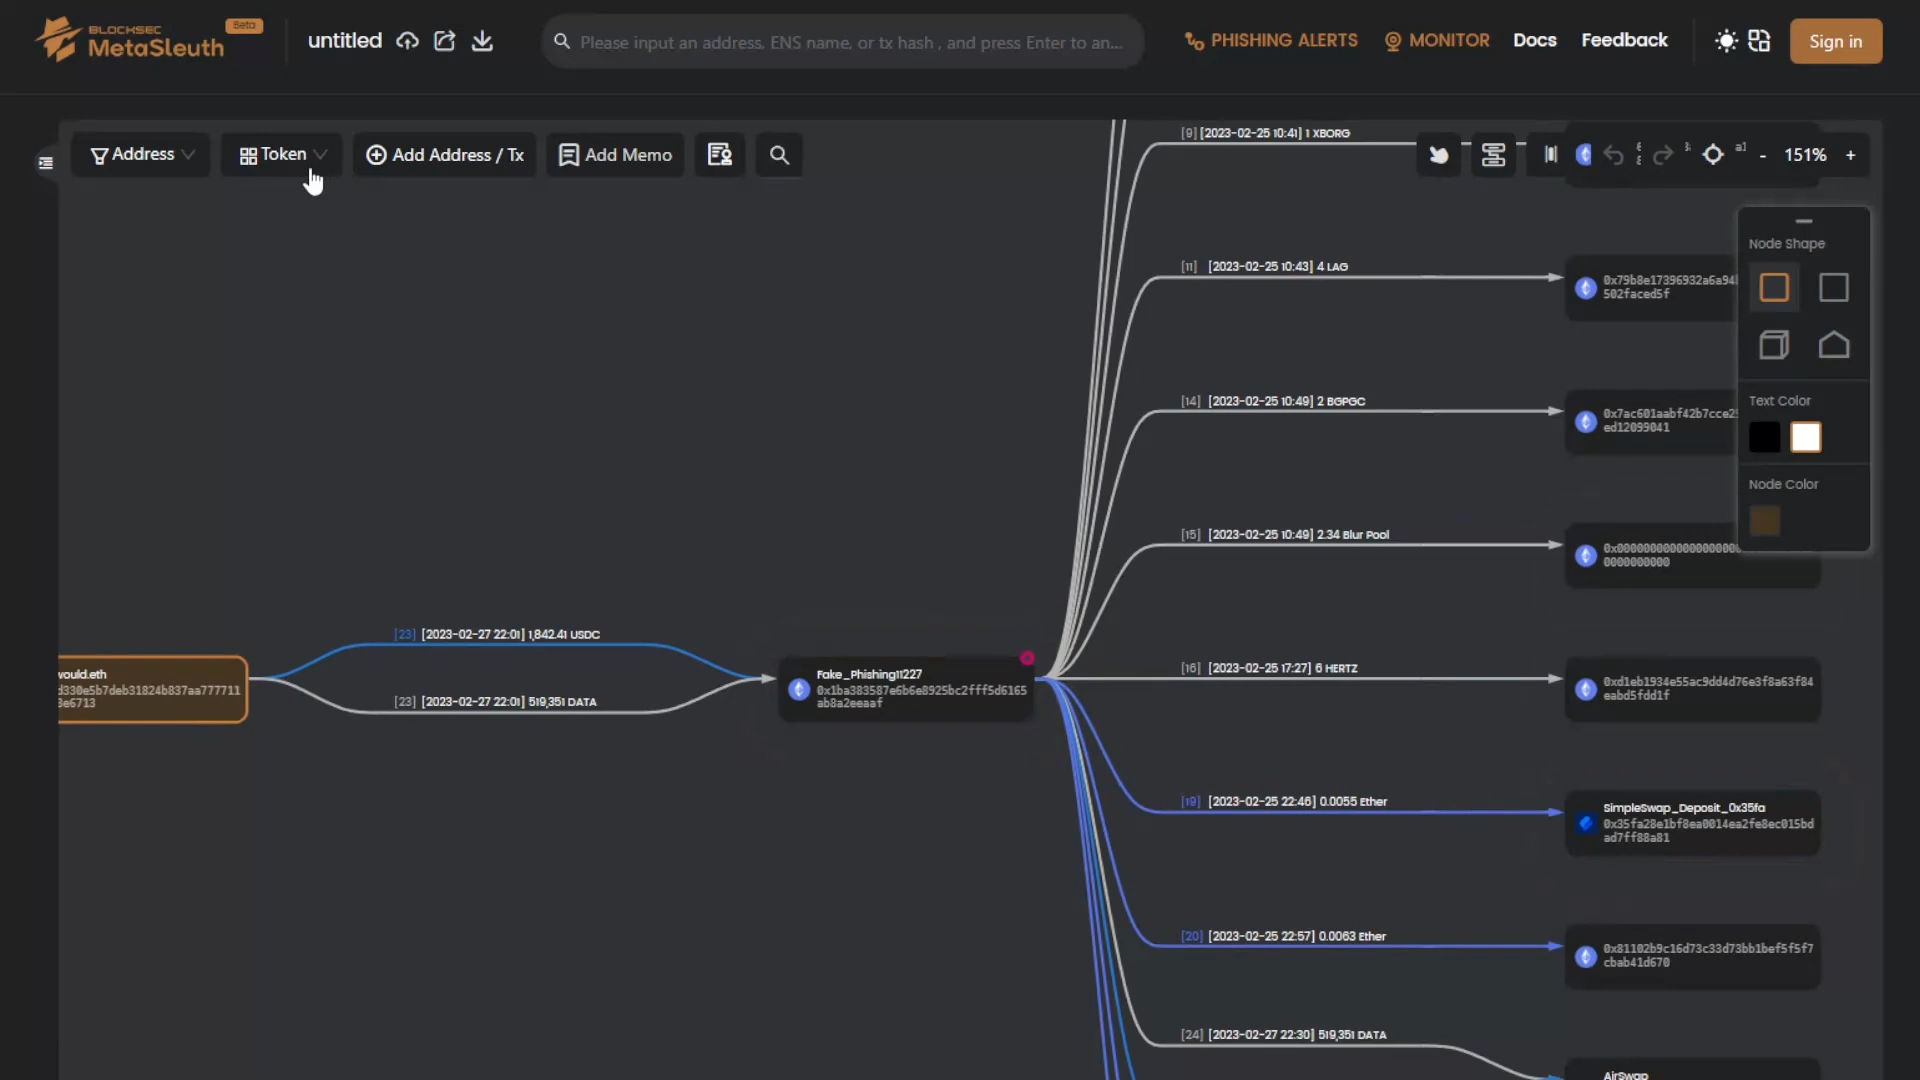 BLOCKSEC
MetaSleuth
Beta
untitled
Please input an address, ENS name, or tx hash , and press Enter to an...
PHISHING ALERTS
MONITOR
Docs
Feedback
Sign in
Address
Token
Add Address / Tx
Add Memo
- 151% +
[9] [2023-02-25 10:41] 1 XBORG
[11] [2023-02-25 10:43] 4 LAG
0x79b8e17396932a6a94
502faced5f
Node Shape
[14] [2023-02-25 10:49] 2 BGPGC
0x7ac601aabf42b7cce2
ed12099041
Text Color
Node Color
[15] [2023-02-25 10:49] 2.34 Blur Pool
0x00000000000000000000
0000000000
[23] [2023-02-27 22:01] 1,842.41 USDC
would.eth
d330e5b7deb31824b837aa777711
3e6713
[23] [2023-02-27 22:01] 519,351 DATA
Fake_Phishing11227
0x1ba383587e6b6e8925bc2fff5d6165
ab8a2eeaaf
[16] [2023-02-25 17:27] 6 HERTZ
0xd1eb1934e55ac9dd4d76e3f8a63f84
eabd5fdd1f
[19] [2023-02-25 22:46] 0.0055 Ether
SimpleSwap_Deposit_0x35fa
0x35fa28e1bf8ea0014ea2fe8ec015bd
ad7ff88a81
[20] [2023-02-25 22:57] 0.0063 Ether
0x81102b9c16d73c33d73bb1bef5f5f7
cbab41d670
[24] [2023-02-27 22:30] 519,351 DATA
AirSwap